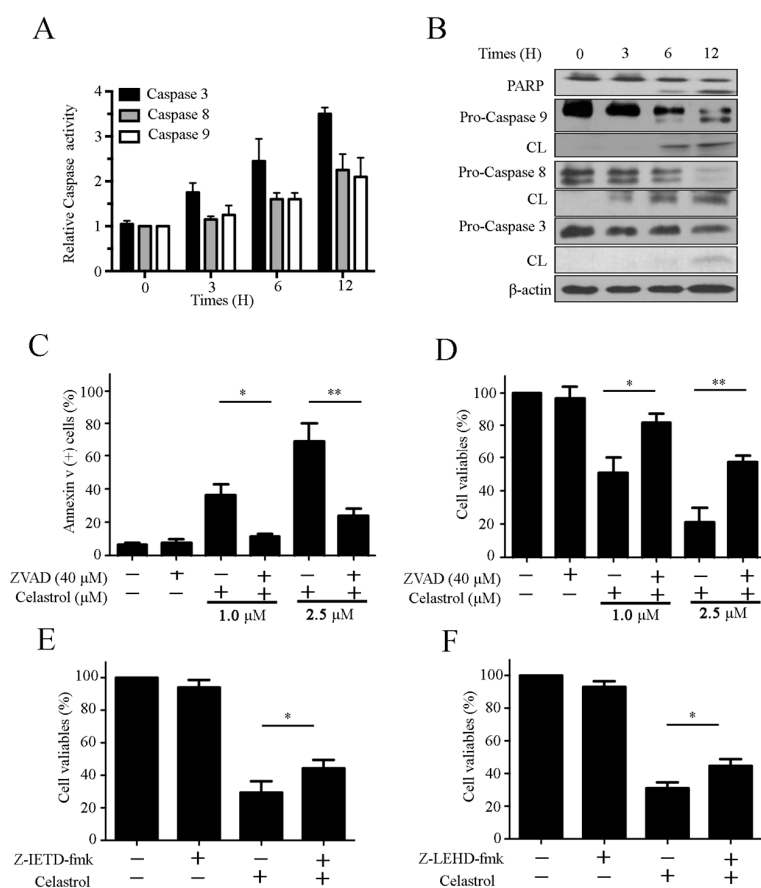 A
Relative Caspase activity
4
3
2
1
0
Caspase 3
Caspase 8
Caspase 9
0 3 6 12
Times (H)
B
Times (H) 0 3 6 12
PARP
Pro-Caspase 9
CL
Pro-Caspase 8
CL
Pro-Caspase 3
CL
β-actin
C
Annexin v (+) cells (%)
100
80
60
40
20
0
* **
ZVAD (40 μM) − + − + − +
Celastrol (μM) − − + + + +
1.0 μM 2.5 μM
D
Cell valiables (%)
100
80
60
40
20
0
* **
ZVAD (40 μM) − + − + − +
Celastrol (μM) − − + + + +
1.0 μM 2.5 μM
E
Cell valiables (%)
100
80
60
40
20
0
*
Z-IETD-fmk − + − +
Celastrol − − + +
F
Cell valiables (%)
100
80
60
40
20
0
*
Z-LEHD-fmk − + − +
Celastrol − − + +